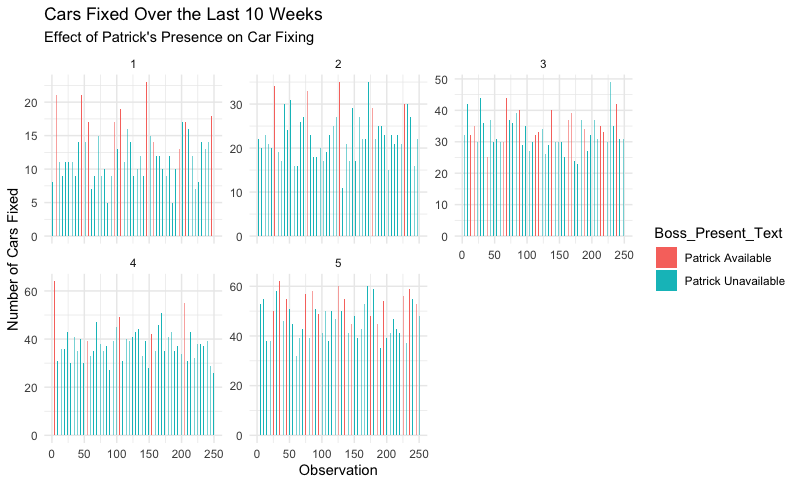 Cars Fixed Over the Last 10 Weeks
Effect of Patrick's Presence on Car Fixing
1
2
3
20
15
10
5
0
30
20
10
0
50
40
30
20
10
0
0 50 100 150 200 250
Number of Cars Fixed
4
5
60
40
20
0
60
40
20
0
0 50 100 150 200 250
0 50 100 150 200 250
Observation
Boss_Present_Text
Patrick Available
Patrick Unavailable